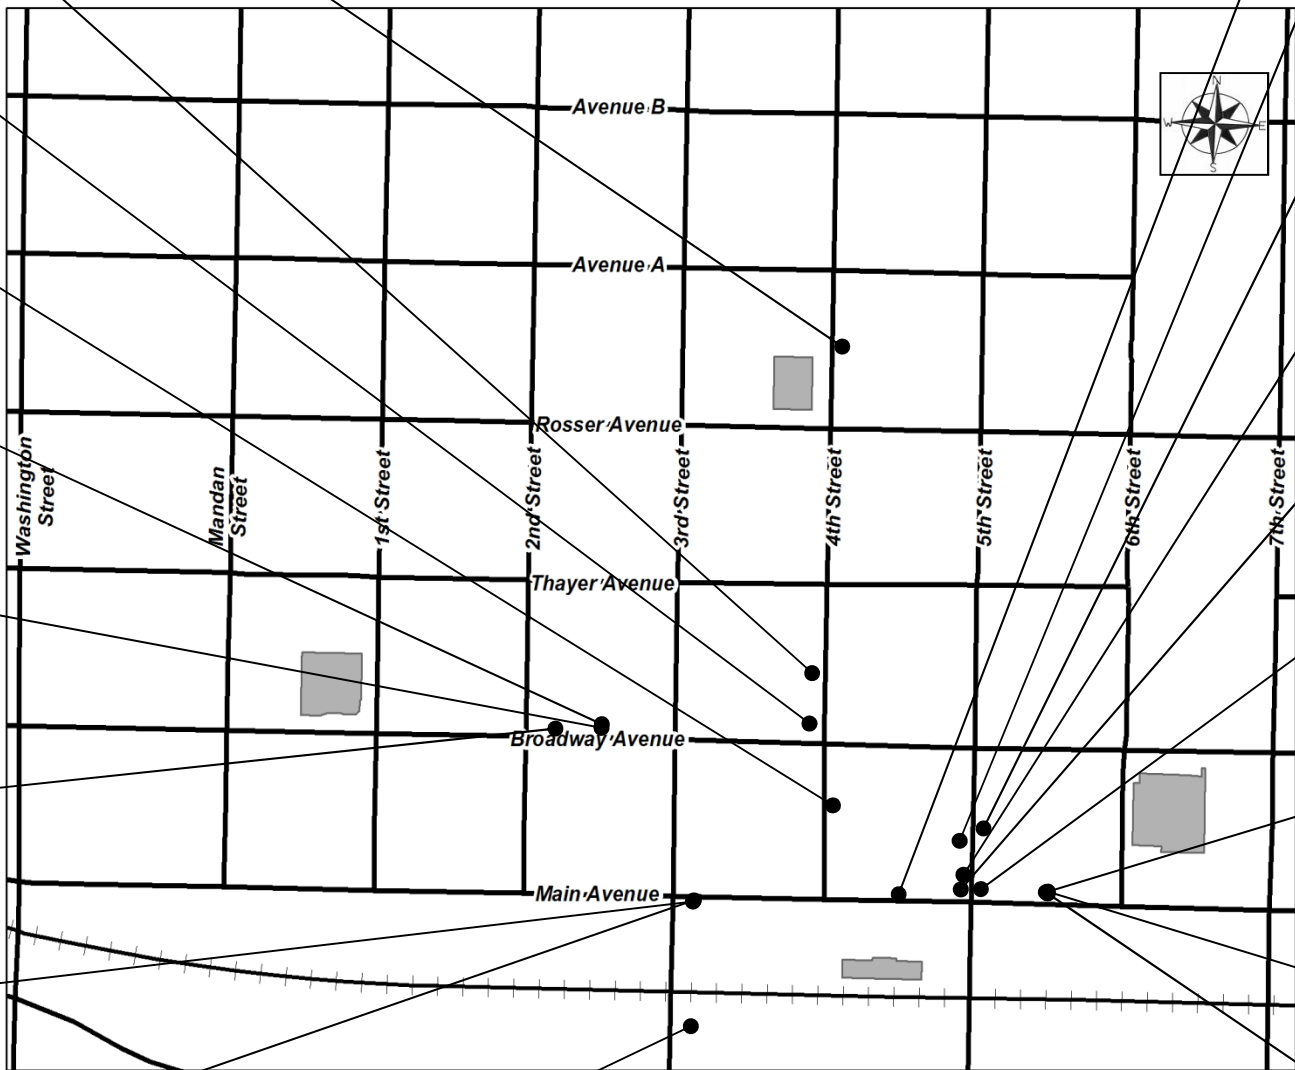 Avenue B
N
W
E
S
Avenue A
Rosser Avenue
Washington
Street
Mandan
Street
1st Street
2nd Street
3rd Street
4th Street
5th Street
6th Street
7th Street
Thayer Avenue
Broadway Avenue
Main Avenue